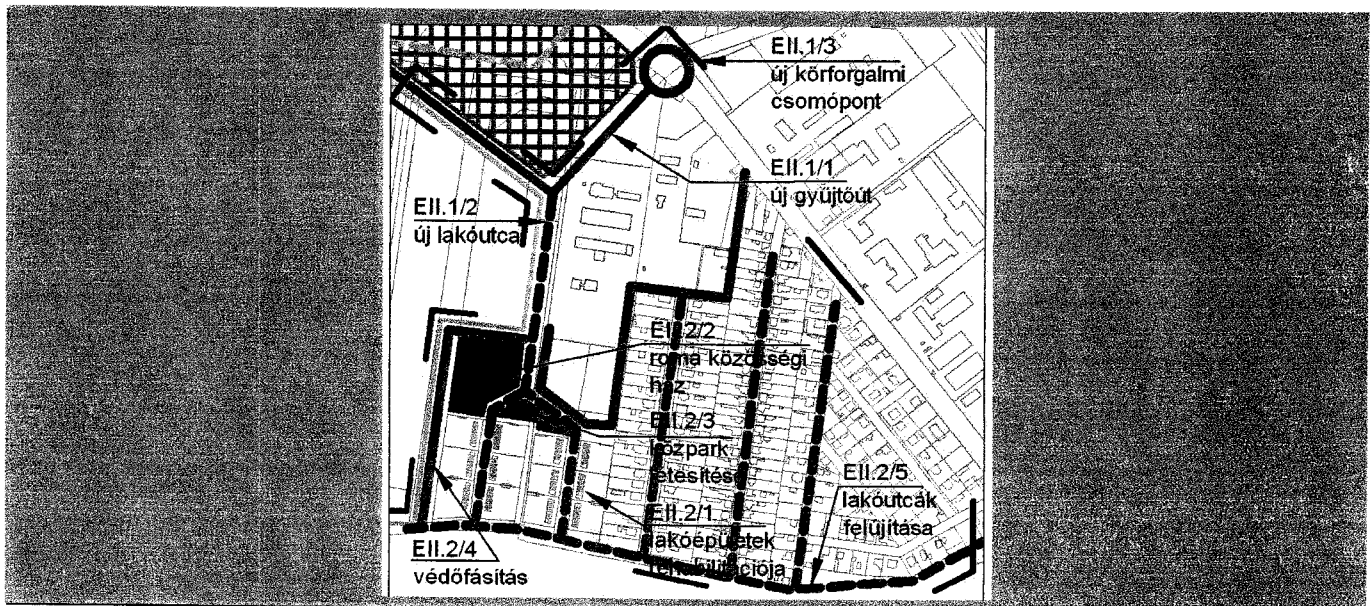 EII.1/3
új körforgalmi
csomópont
EII.1/1
új gyűjtőút
EII.1/2
új lakóutca
EII.2/2
roma közösségi
ház
EII.2/3
közpark
létesítése
EII.2/1
lakóépületek
rehabilitációja
EII.2/5
lakóutcák
felújítása
EII.2/4
védőfásítás